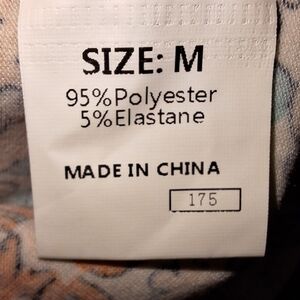 SIZE: M
95%Polyester
5%Elastane
MADE IN CHINA
175